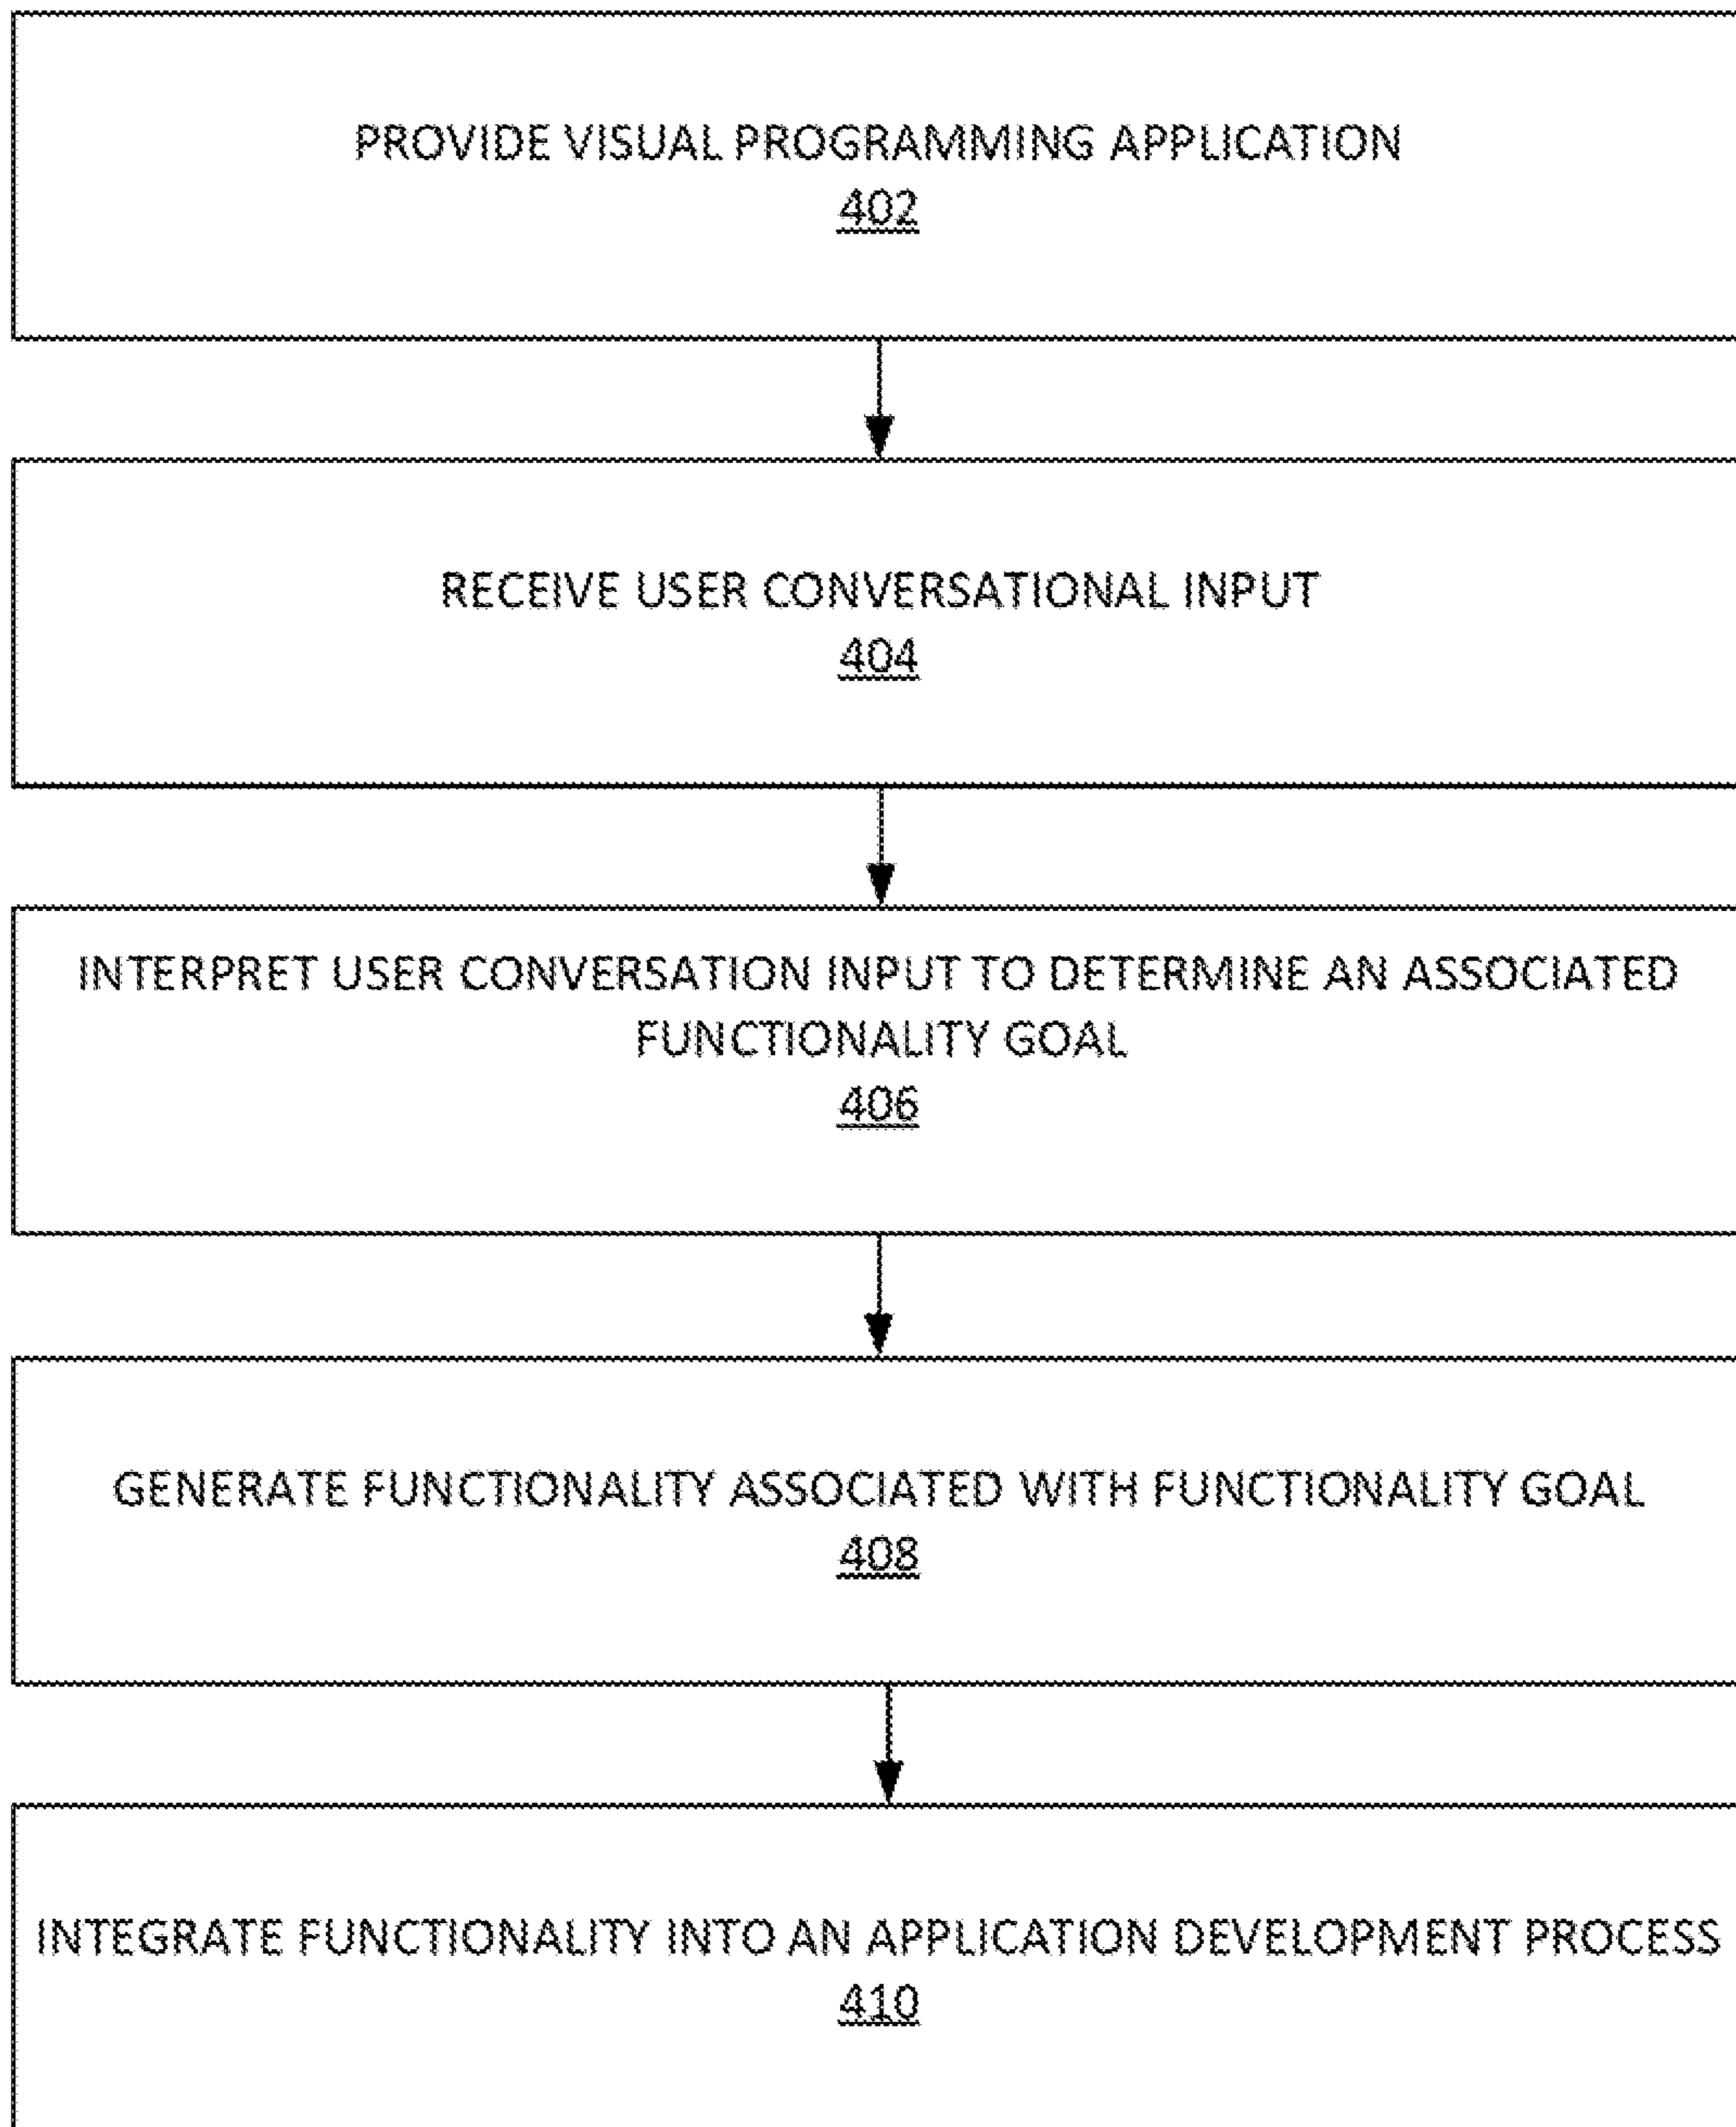 PROVIDE VISUAL PROGRAMMING APPLICATION
402
RECEIVE USER CONVERSATIONAL INPUT
404
INTERPRET USER CONVERSATION INPUT TO DETERMINE AN ASSOCIATED
FUNCTIONALITY GOAL
406
GENERATE FUNCTIONALITY ASSOCIATED WITH FUNCTIONALITY GOAL
408
INTEGRATE FUNCTIONALITY INTO AN APPLICATION DEVELOPMENT PROCESS
410